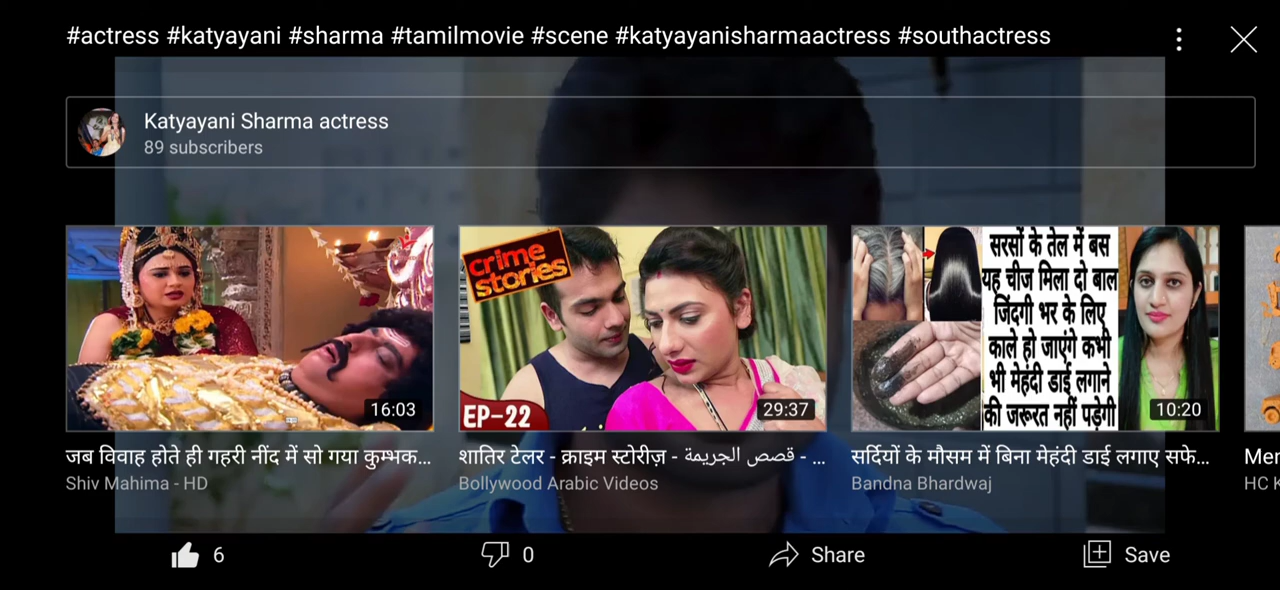 #actress #katyayani #sharma #tamilmovie #scene #katyayanisharmaactress #southactress
Katyayani Sharma actress
89 subscribers
16:03
crime
stories
EP-22
29:37
सरसों के तेल में बस
यह चीज मिला दो बाल
जिंदगी भर के लिए
काले हो जाएंगे कभी
भी मेहंदी डाई लगाने
की जरूरत नहीं पड़ेगी
10:20
जब विवाह होते ही गहरी नींद में सो गया कुम्भक...
Shiv Mahima - HD
शातिर टेलर - क्राइम स्टोरीज़ - قصص الجريمة - ...
Bollywood Arabic Videos
सर्दियों के मौसम में बिना मेहंदी डाई लगाए सफे...
Bandna Bhardwaj
6
0
Share
Save